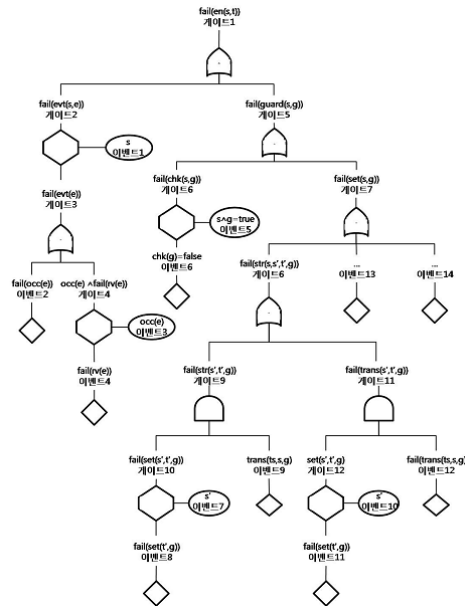 fail(en(s,t))
게이트1
fail(evt(s,e))
게이트2
fail(guard(s,g))
게이트5
s
이벤트1
fail(evt(e))
게이트3
fail(chk(s,g))
게이트6
fail(set(s,g))
게이트7
s^g=true
이벤트5
chk(g)=false
이벤트6
fail(str(s,s',t',g))
게이트6
...
이벤트13
...
이벤트14
fail(occ(e))
이벤트2
occ(e) ^fail(rv(e))
게이트4
occ(e)
이벤트3
fail(rv(e))
이벤트4
fail(str(s',t',g))
게이트9
fail(trans(s',t',g))
게이트11
fail(set(s',t',g))
게이트10
trans(ts,s,g)
이벤트9
set(s',t',g))
게이트12
fail(trans(ts,s,g))
이벤트12
s'
이벤트7
s'
이벤트10
fail(set(t',g))
이벤트8
fail(set(t',g))
이벤트11